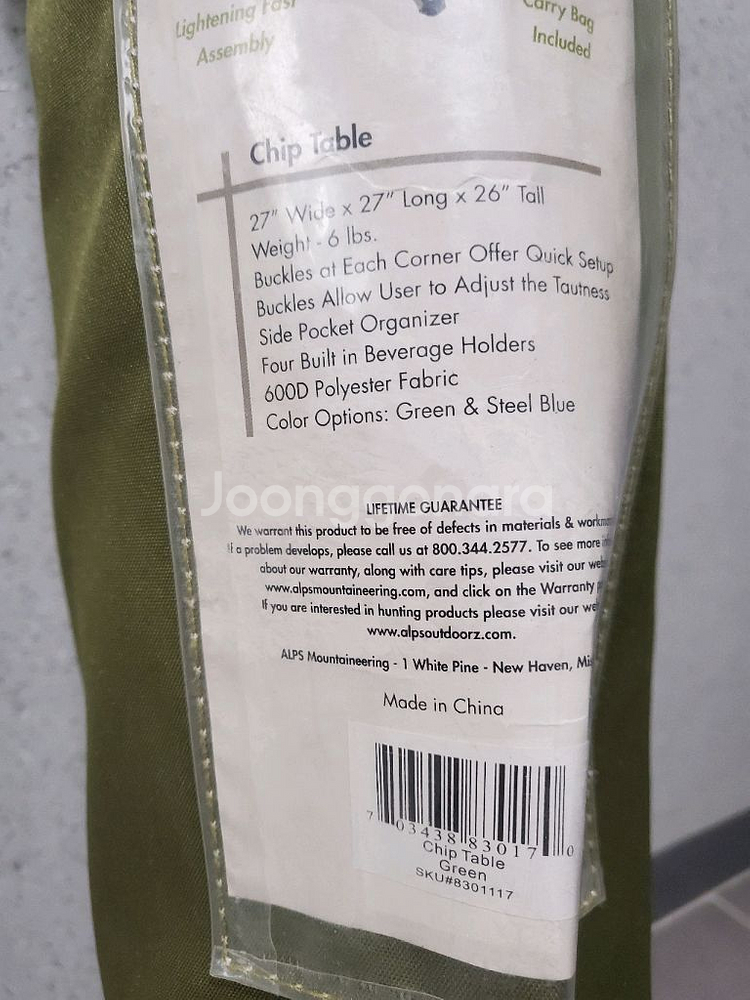 Lightening Fast
Assembly
Carry Bag
Included
Chip Table
27" Wide x 27" Long x 26" Tall
Weight - 6 lbs.
Buckles at Each Corner Offer Quick Setup
Buckles Allow User to Adjust the Tautness
Side Pocket Organizer
Four Built in Beverage Holders
600D Polyester Fabric
Color Options: Green & Steel Blue
Joonggonara
LIFETIME GUARANTEE
We warrant this product to be free of defects in materials &
If a problem develops, please call us at 800.344.2577. To see more
about our warranty, along with care tips, please visit our
www.alpsmountaineering.com, and click on the Warranty
If you are interested in hunting products please visit our
www.alpsoutdoorz.com.
ALPS Mountaineering - 1 White Pine - New Haven,
Made in China
7 03438 83017 0
Chip Table
Green
SKU#8301117